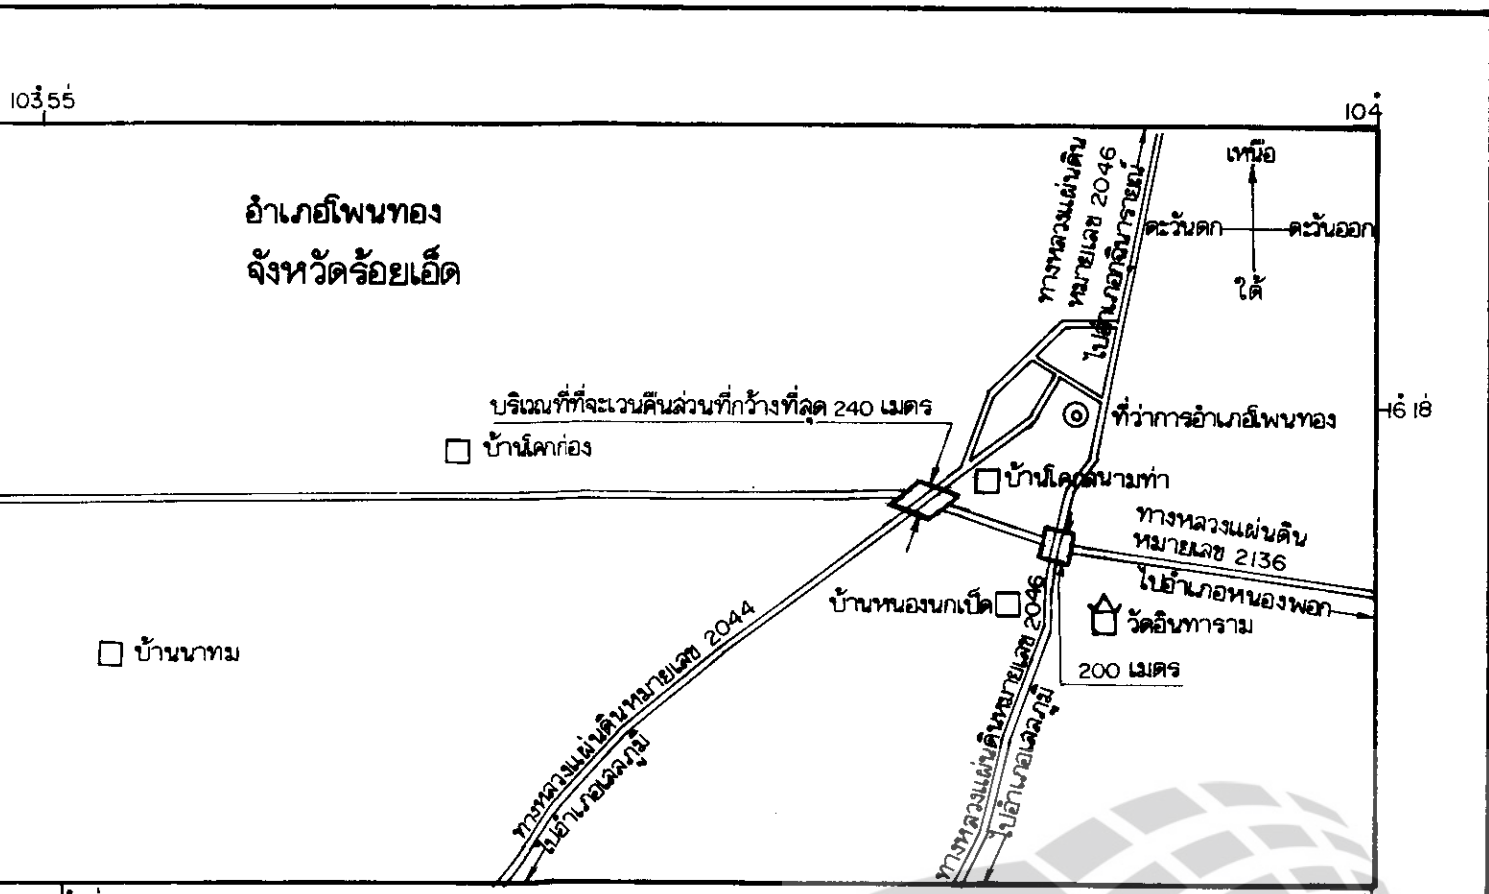 103°55'
104°
อำเภอโพนทอง
จังหวัดร้อยเอ็ด
ทางหลวงแผ่นดิน
หมายเลข 2046
ไปอำเภอกุฉินารายณ์
เหนือ
ตะวันตก
ตะวันออก
ใต้
บริเวณที่ที่จะเวนคืนส่วนที่กว้างที่สุด 240 เมตร
ที่ว่าการอำเภอโพนทอง
16°18'
บ้านโคกก่อง
บ้านโคกสนามท่า
ทางหลวงแผ่นดิน
หมายเลข 2136
ไปอำเภอหนองพอก
บ้านหนองนกเป็ด
วัดอินทาราม
บ้านนาทม
200 เมตร
ทางหลวงแผ่นดินหมายเลข 2044
ไปอำเภอเสลภูมิ
ทางหลวงแผ่นดินหมายเลข 2046
ไปอำเภอเสลภูมิ